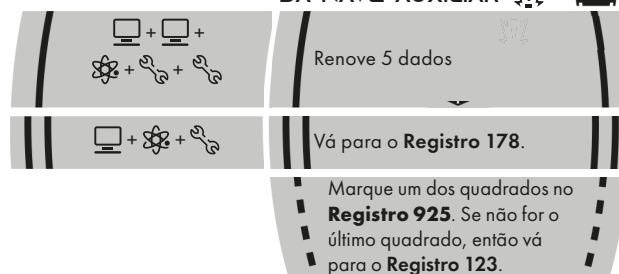 DA NAVE AUXILIAR
+ +
+ +
Renove 5 dados
+ +
Vá para o Registro 178.
Marque um dos quadrados no
Registro 925. Se não for o
último quadrado, então vá
para o Registro 123.